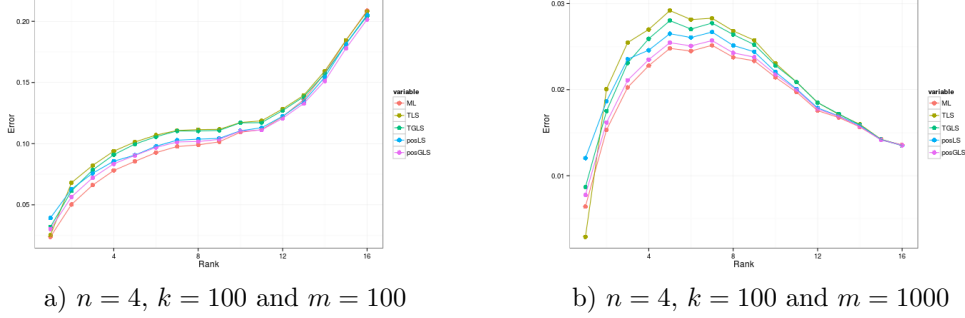 0.20
0.15
0.10
0.05
Error
4
8
12
16
Rank
variable
ML
TLS
TGLS
posLS
posGLS
a) n = 4, k = 100 and m = 100
0.03
0.02
0.01
Error
4
8
12
16
Rank
variable
ML
TLS
TGLS
posLS
posGLS
b) n = 4, k = 100 and m = 1000